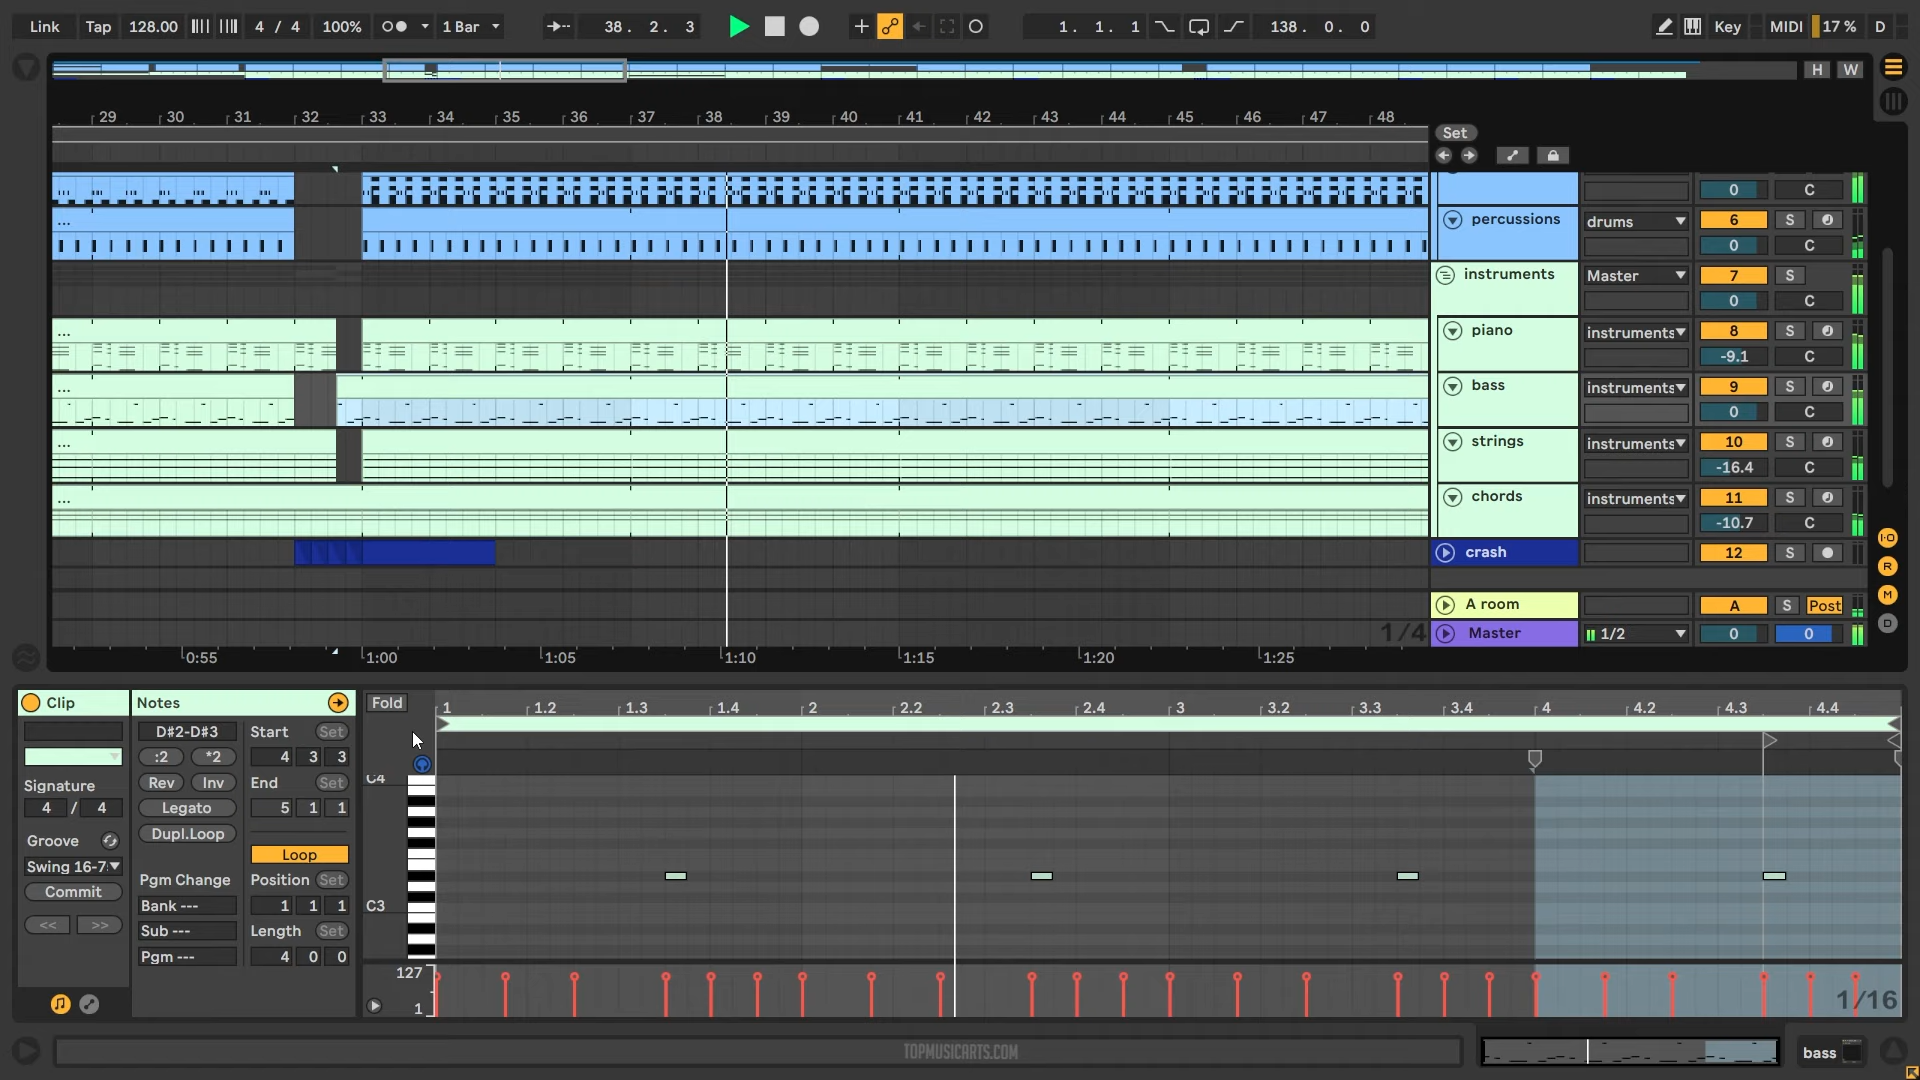 Link Tap 128.00 4 / 4 100% 1 Bar 38. 2. 3 1. 1. 1 138. 0. 0 Key MIDI 17 % D
H W
29 30 31 32 33 34 35 36 37 38 39 40 41 42 43 44 45 46 47 48
Set
0 C
... percussions drums 6 S
0 C
instruments Master 7 S
0 C
... piano instruments 8 S
-9.1 C
... bass instruments 9 S
0 C
... strings instruments 10 S
-16.4 C
... chords instruments 11 S
-10.7 C
crash 12 S
A room A S Post
1/4 Master 1/2 0 0
0:55 1:00 1:05 1:10 1:15 1:20 1:25
I·O
R
M
D
Clip Notes Fold 1 1.2 1.3 1.4 2 2.2 2.3 2.4 3 3.2 3.3 3.4 4 4.2 4.3 4.4
D#2-D#3 Start Set
:2 *2 4 3 3
Signature Rev Inv End Set
4 / 4 Legato 5 1 1
Groove Dupl.Loop
Swing 16-7 Loop
Commit Pgm Change Position Set
Bank --- 1 1 1
<< >> Sub --- Length Set
Pgm --- 4 0 0
C4
C3
127
1
1/16
TOPMUSICARTS.COM
bass